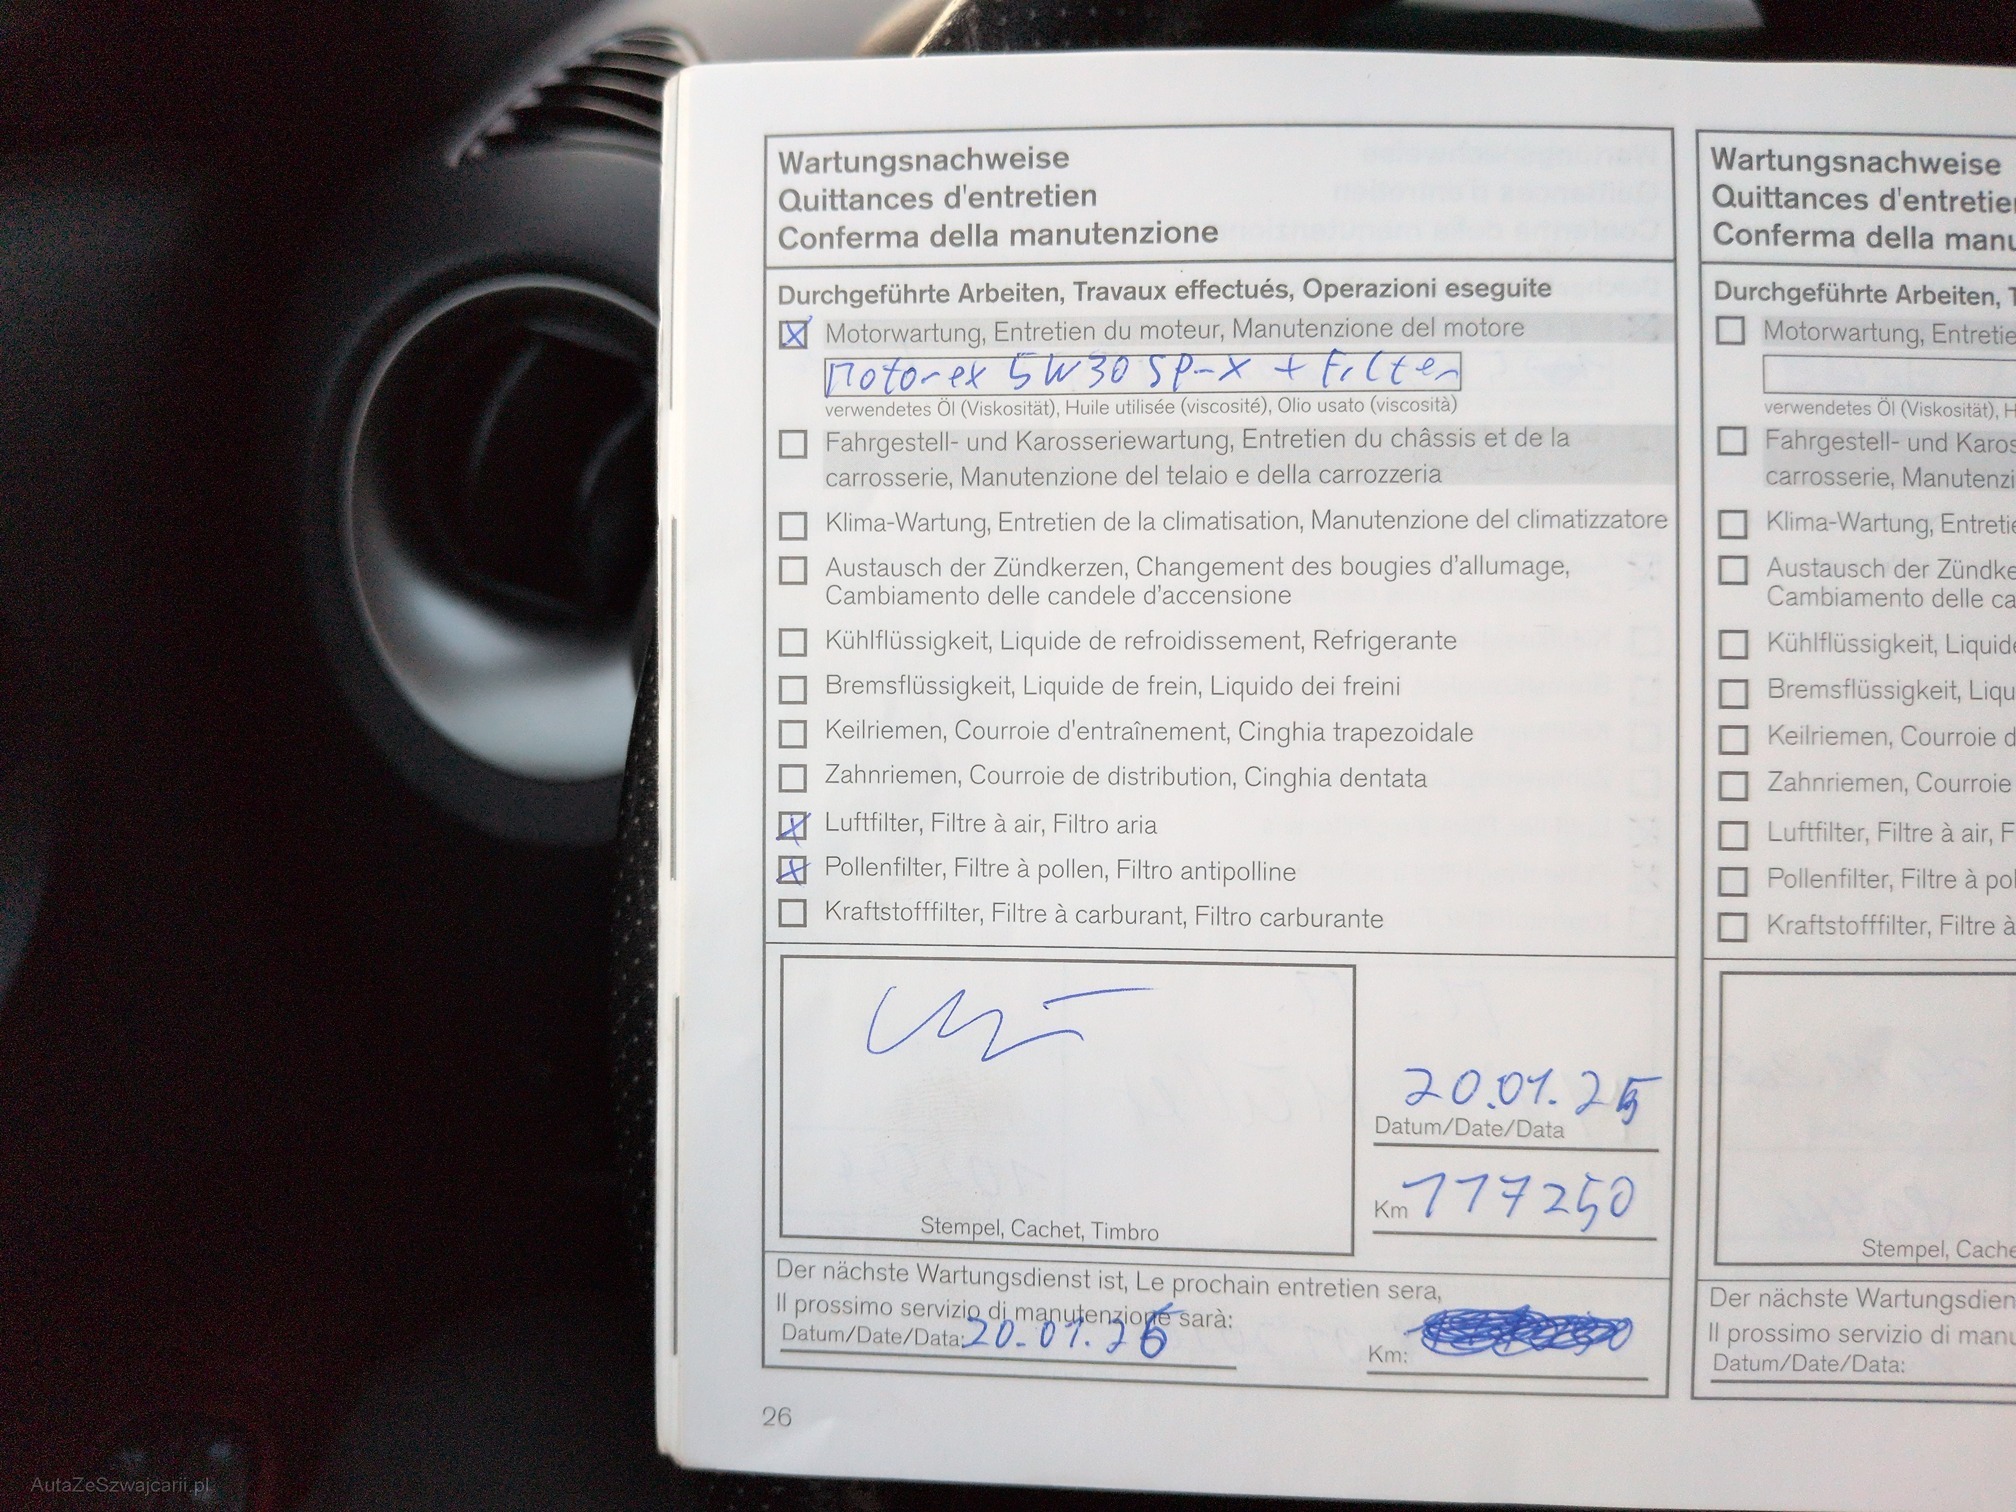 Wartungsnachweise
Quittances d'entretien
Conferma della manutenzione
Durchgeführte Arbeiten, Travaux effectués, Operazioni eseguite
Motorwartung, Entretien du moteur, Manutenzione del motore
Motorex 5W30 SP-X + Filter
verwendetes Öl (Viskosität), Huile utilisée (viscosité), Olio usato (viscosità)
Fahrgestell- und Karosseriewartung, Entretien du châssis et de la
carrosserie, Manutenzione del telaio e della carrozzeria
Klima-Wartung, Entretien de la climatisation, Manutenzione del climatizzatore
Austausch der Zündkerzen, Changement des bougies d'allumage,
Cambiamento delle candele d'accensione
Kühlflüssigkeit, Liquide de refroidissement, Refrigerante
Bremsflüssigkeit, Liquide de frein, Liquido dei freini
Keilriemen, Courroie d'entraînement, Cinghia trapezoidale
Zahnriemen, Courroie de distribution, Cinghia dentata
Luftfilter, Filtre à air, Filtro aria
Pollenfilter, Filtre à pollen, Filtro antipolline
Kraftstofffilter, Filtre à carburant, Filtro carburante
20.01.25
Datum/Date/Data
Km 117250
Stempel, Cachet, Timbro
Der nächste Wartungsdienst ist, Le prochain entretien sera,
Il prossimo servizio di manutenzione sarà:
Datum/Date/Data: 20.01.26
Km:
26
Wartungsnachweise
Quittances d'entretien
Conferma della manu
Durchgeführte Arbeiten, T
Motorwartung, Entretie
verwendetes Öl (Viskosität), H
Fahrgestell- und Karos
carrosserie, Manutenzi
Klima-Wartung, Entretie
Austausch der Zündke
Cambiamento delle ca
Kühlflüssigkeit, Liquide
Bremsflüssigkeit, Liqu
Keilriemen, Courroie d
Zahnriemen, Courroie
Luftfilter, Filtre à air, F
Pollenfilter, Filtre à pol
Kraftstofffilter, Filtre à
Stempel, Cache
Der nächste Wartungsdien
Il prossimo servizio di manu
Datum/Date/Data:
AutaZeSzwajcarii.pl